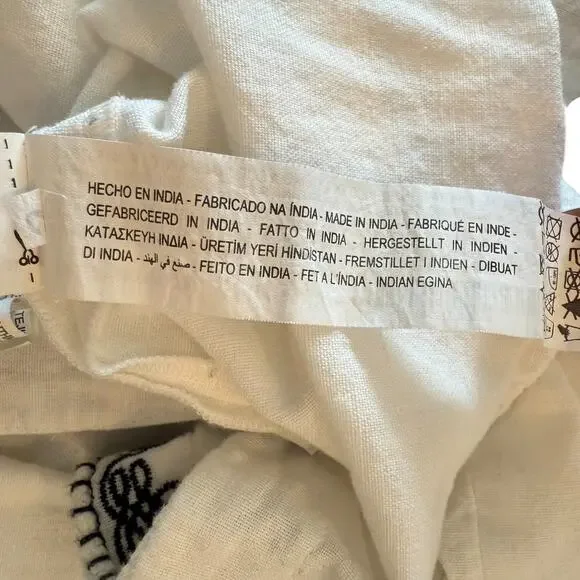 HECHO EN INDIA - FABRICADO NA ÍNDIA - MADE IN INDIA - FABRIQUÉ EN INDE -
GEFABRICEERD IN INDIA - FATTO IN INDIA - HERGESTELLT IN INDIEN -
ΚΑΤΑΣΚΕΥΗ ΙΝΔΙΑ - ÜRETİM YERİ HİNDİSTAN - FREMSTILLET I INDIEN - DIBUAT
DI INDIA - صنع في الهند - FEITO EN INDIA - FET A L'ÍNDIA - INDIAN EGINA